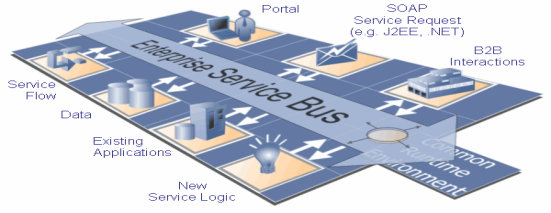 Portal
SOAP
Service Request
(e.g. J2EE, .NET)
B2B
Interactions
Enterprise Service Bus
Service
Flow
Data
Existing
Applications
New
Service Logic
Common
Runtime
Environment